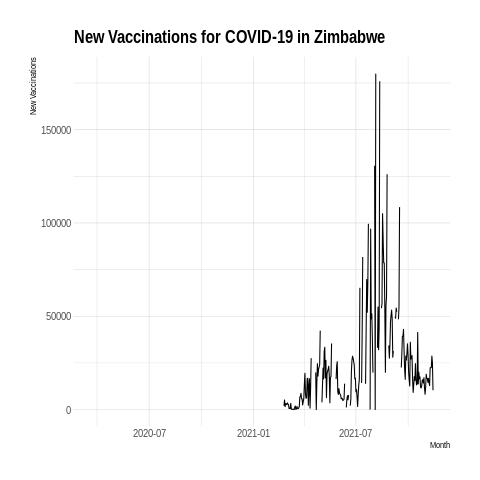 New Vaccinations for COVID-19 in Zimbabwe
New Vaccinations
150000
100000
50000
0
2020-07
2021-01
2021-07
Month